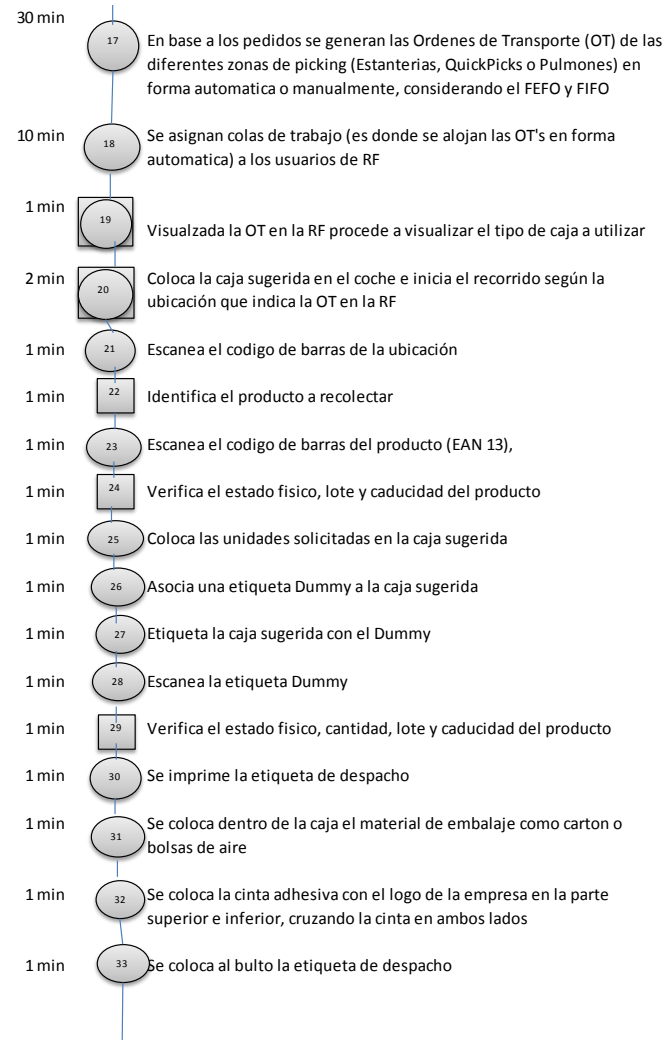 30 min
17
En base a los pedidos se generan las Ordenes de Transporte (OT) de las
diferentes zonas de picking (Estanterias, QuickPicks o Pulmones) en
forma automatica o manualmente, considerando el FEFO y FIFO
10 min
18
Se asignan colas de trabajo (es donde se alojan las OT's en forma
automatica) a los usuarios de RF
1 min
19
Visualzada la OT en la RF procede a visualizar el tipo de caja a utilizar
2 min
20
Coloca la caja sugerida en el coche e inicia el recorrido según la
ubicación que indica la OT en la RF
1 min
21
Escanea el codigo de barras de la ubicación
1 min
22
Identifica el producto a recolectar
1 min
23
Escanea el codigo de barras del producto (EAN 13),
1 min
24
Verifica el estado fisico, lote y caducidad del producto
1 min
25
Coloca las unidades solicitadas en la caja sugerida
1 min
26
Asocia una etiqueta Dummy a la caja sugerida
1 min
27
Etiqueta la caja sugerida con el Dummy
1 min
28
Escanea la etiqueta Dummy
1 min
29
Verifica el estado fisico, cantidad, lote y caducidad del producto
1 min
30
Se imprime la etiqueta de despacho
1 min
31
Se coloca dentro de la caja el material de embalaje como carton o
bolsas de aire
1 min
32
Se coloca la cinta adhesiva con el logo de la empresa en la parte
superior e inferior, cruzando la cinta en ambos lados
1 min
33
Se coloca al bulto la etiqueta de despacho